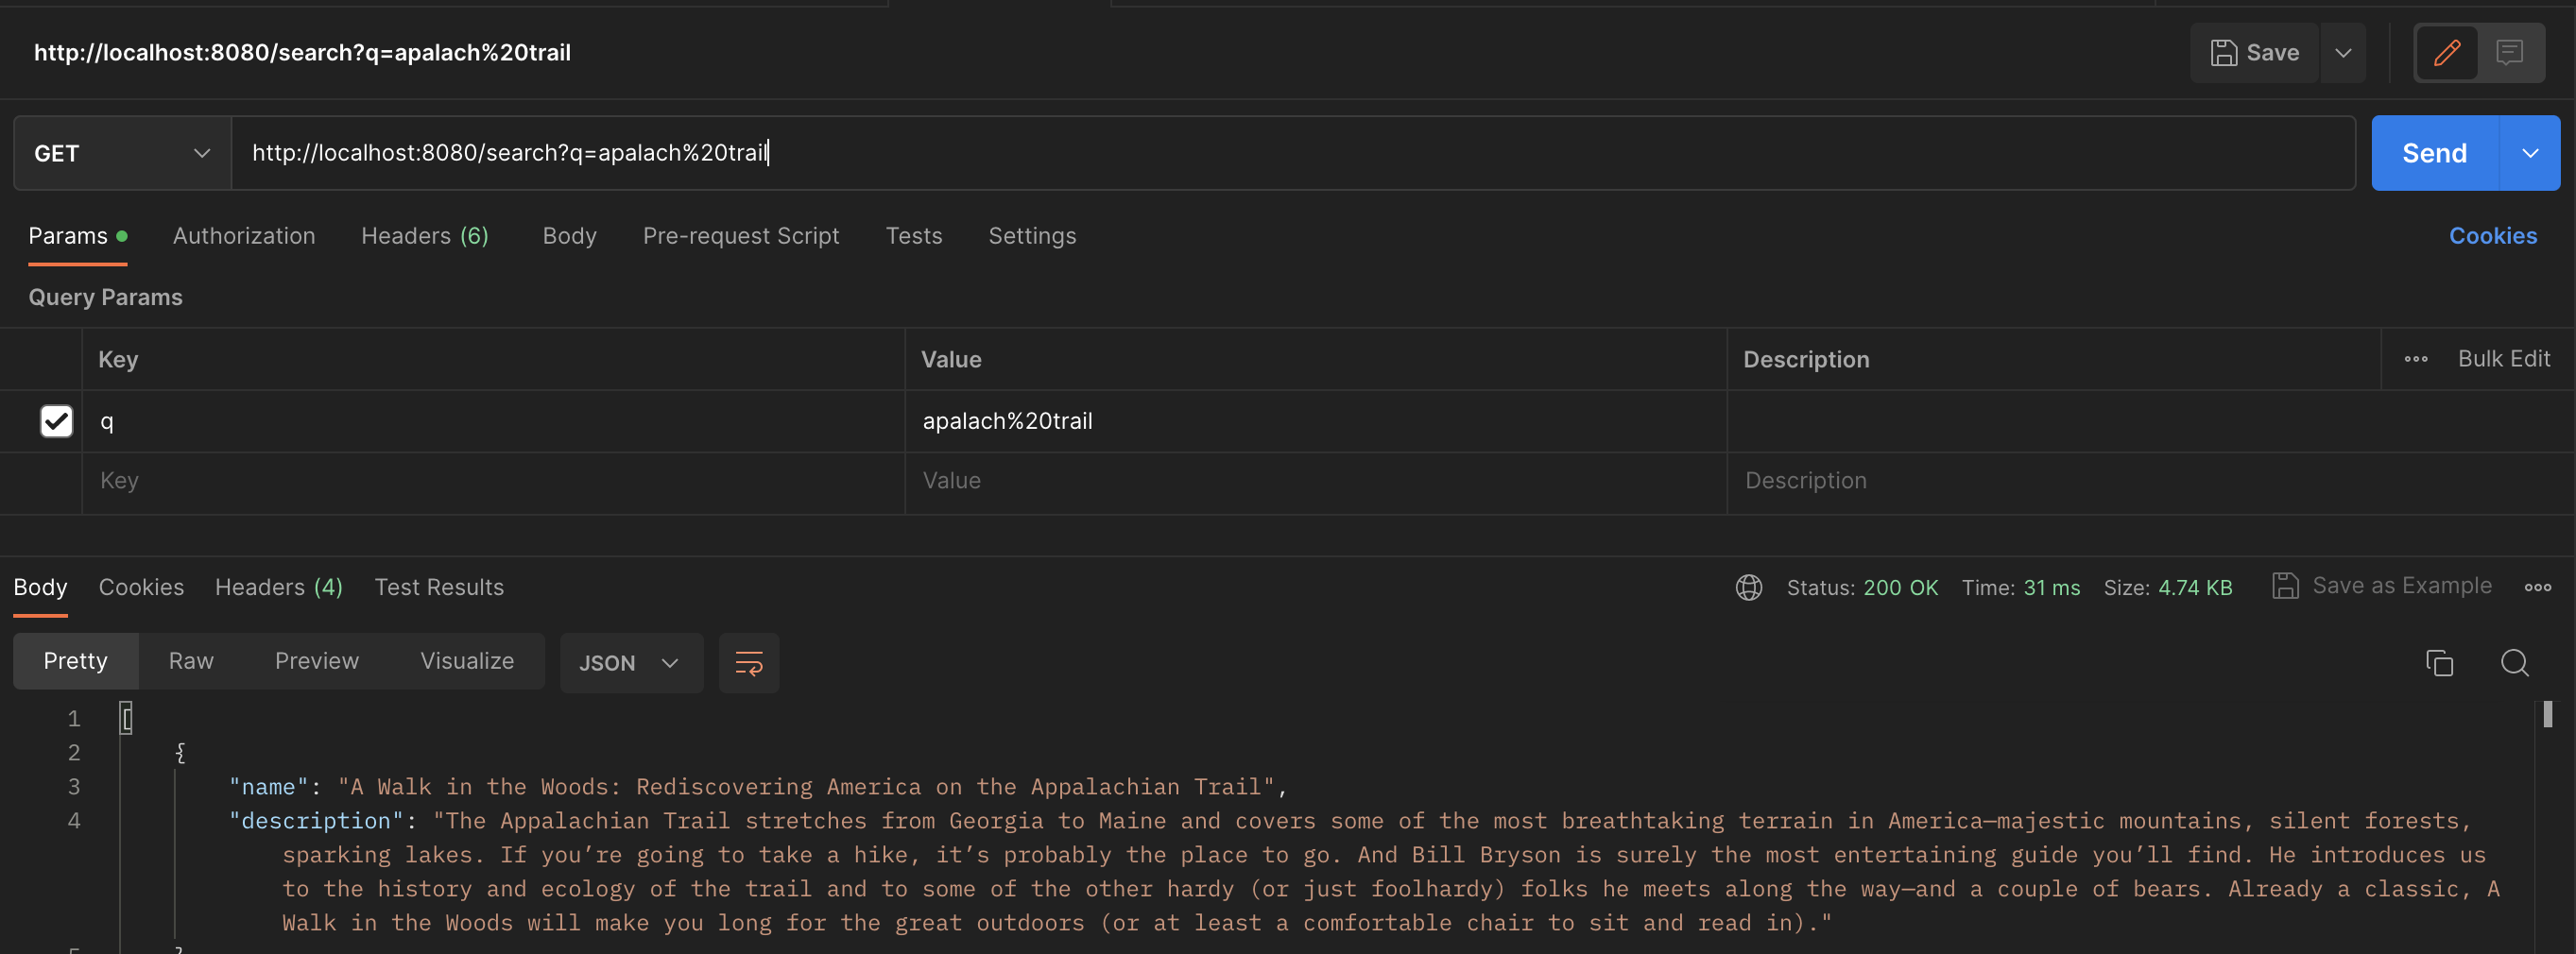 http://localhost:8080/search?q=apalach%20trail
Save
GET
http://localhost:8080/search?q=apalach%20trail
Send
Params
Authorization
Headers (6)
Body
Pre-request Script
Tests
Settings
Cookies
Query Params
Key
Value
Description
Bulk Edit
q
apalach%20trail
Key
Value
Description
Body
Cookies
Headers (4)
Test Results
Status: 200 OK
Time: 31 ms
Size: 4.74 KB
Save as Example
Pretty
Raw
Preview
Visualize
JSON
1 [
2 {
3 "name": "A Walk in the Woods: Rediscovering America on the Appalachian Trail",
4 "description": "The Appalachian Trail stretches from Georgia to Maine and covers some of the most breathtaking terrain in America—majestic mountains, silent forests,
sparking lakes. If you’re going to take a hike, it’s probably the place to go. And Bill Bryson is surely the most entertaining guide you’ll find. He introduces us
to the history and ecology of the trail and to some of the other hardy (or just foolhardy) folks he meets along the way—and a couple of bears. Already a classic, A
Walk in the Woods will make you long for the great outdoors (or at least a comfortable chair to sit and read in)."